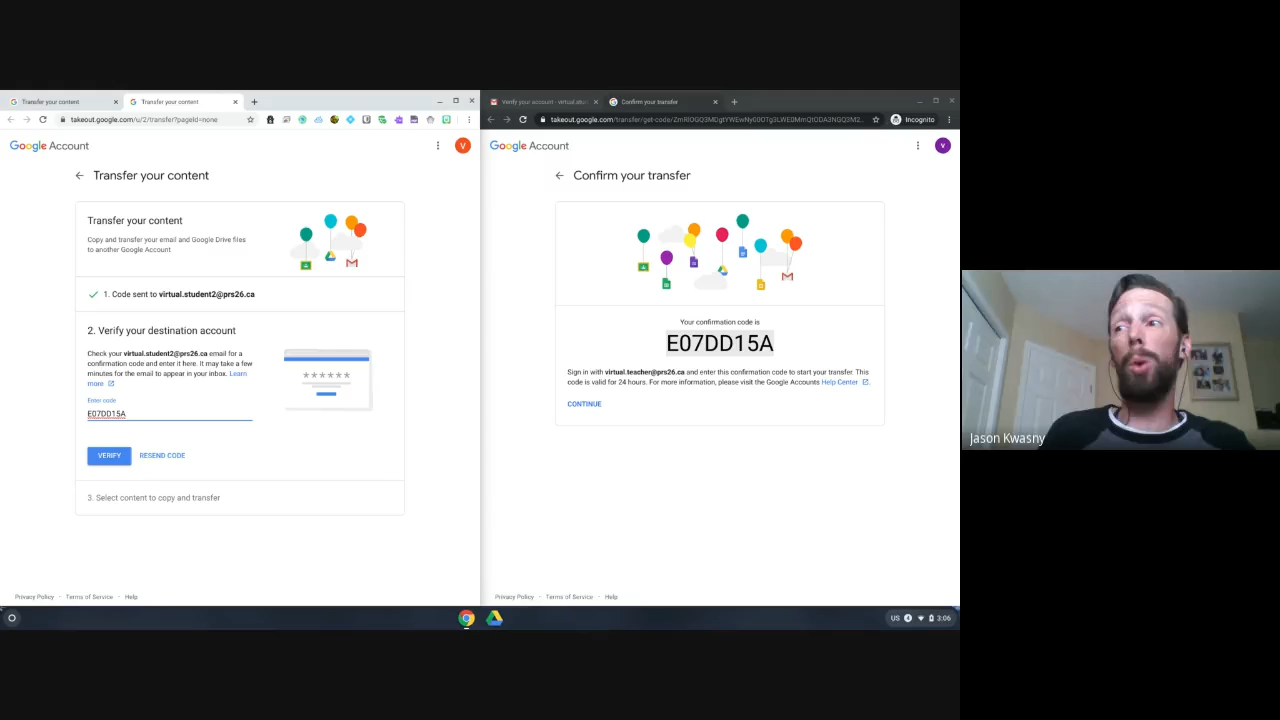 Transfer your content
Transfer your content
takeout.google.com/u/2/transfer?pageId=none
Google Account
V
Transfer your content
Transfer your content
Copy and transfer your email and Google Drive files
to another Google Account
1. Code sent to virtual.student2@prs26.ca
2. Verify your destination account
Check your virtual.student2@prs26.ca email for a
confirmation code and enter it here. It may take a few
minutes for the email to appear in your inbox. Learn
more
******
Enter code
E07DD15A
VERIFY
RESEND CODE
3. Select content to copy and transfer
Privacy Policy · Terms of Service · Help
Verify your account - virtual.stu
Confirm your transfer
Incognito
Google Account
V
Confirm your transfer
Your confirmation code is
E07DD15A
Sign in with virtual.teacher@prs26.ca and enter this confirmation code to start your transfer. This
code is valid for 24 hours. For more information, please visit the Google Accounts Help Center.
CONTINUE
Privacy Policy · Terms of Service · Help
US 3:06
Jason Kwasny